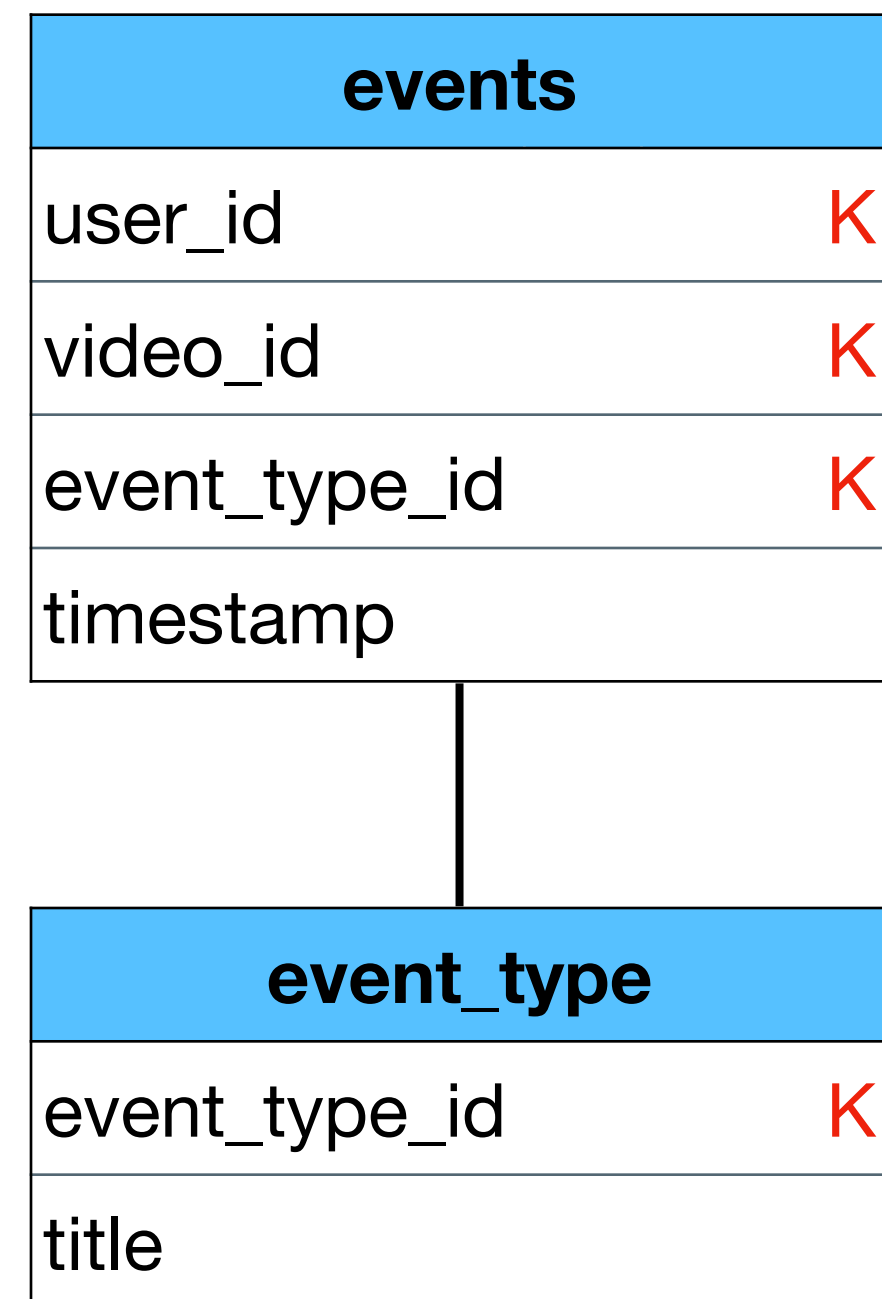 events
user_id K
video_id K
event_type_id K
timestamp
event_type
event_type_id K
title